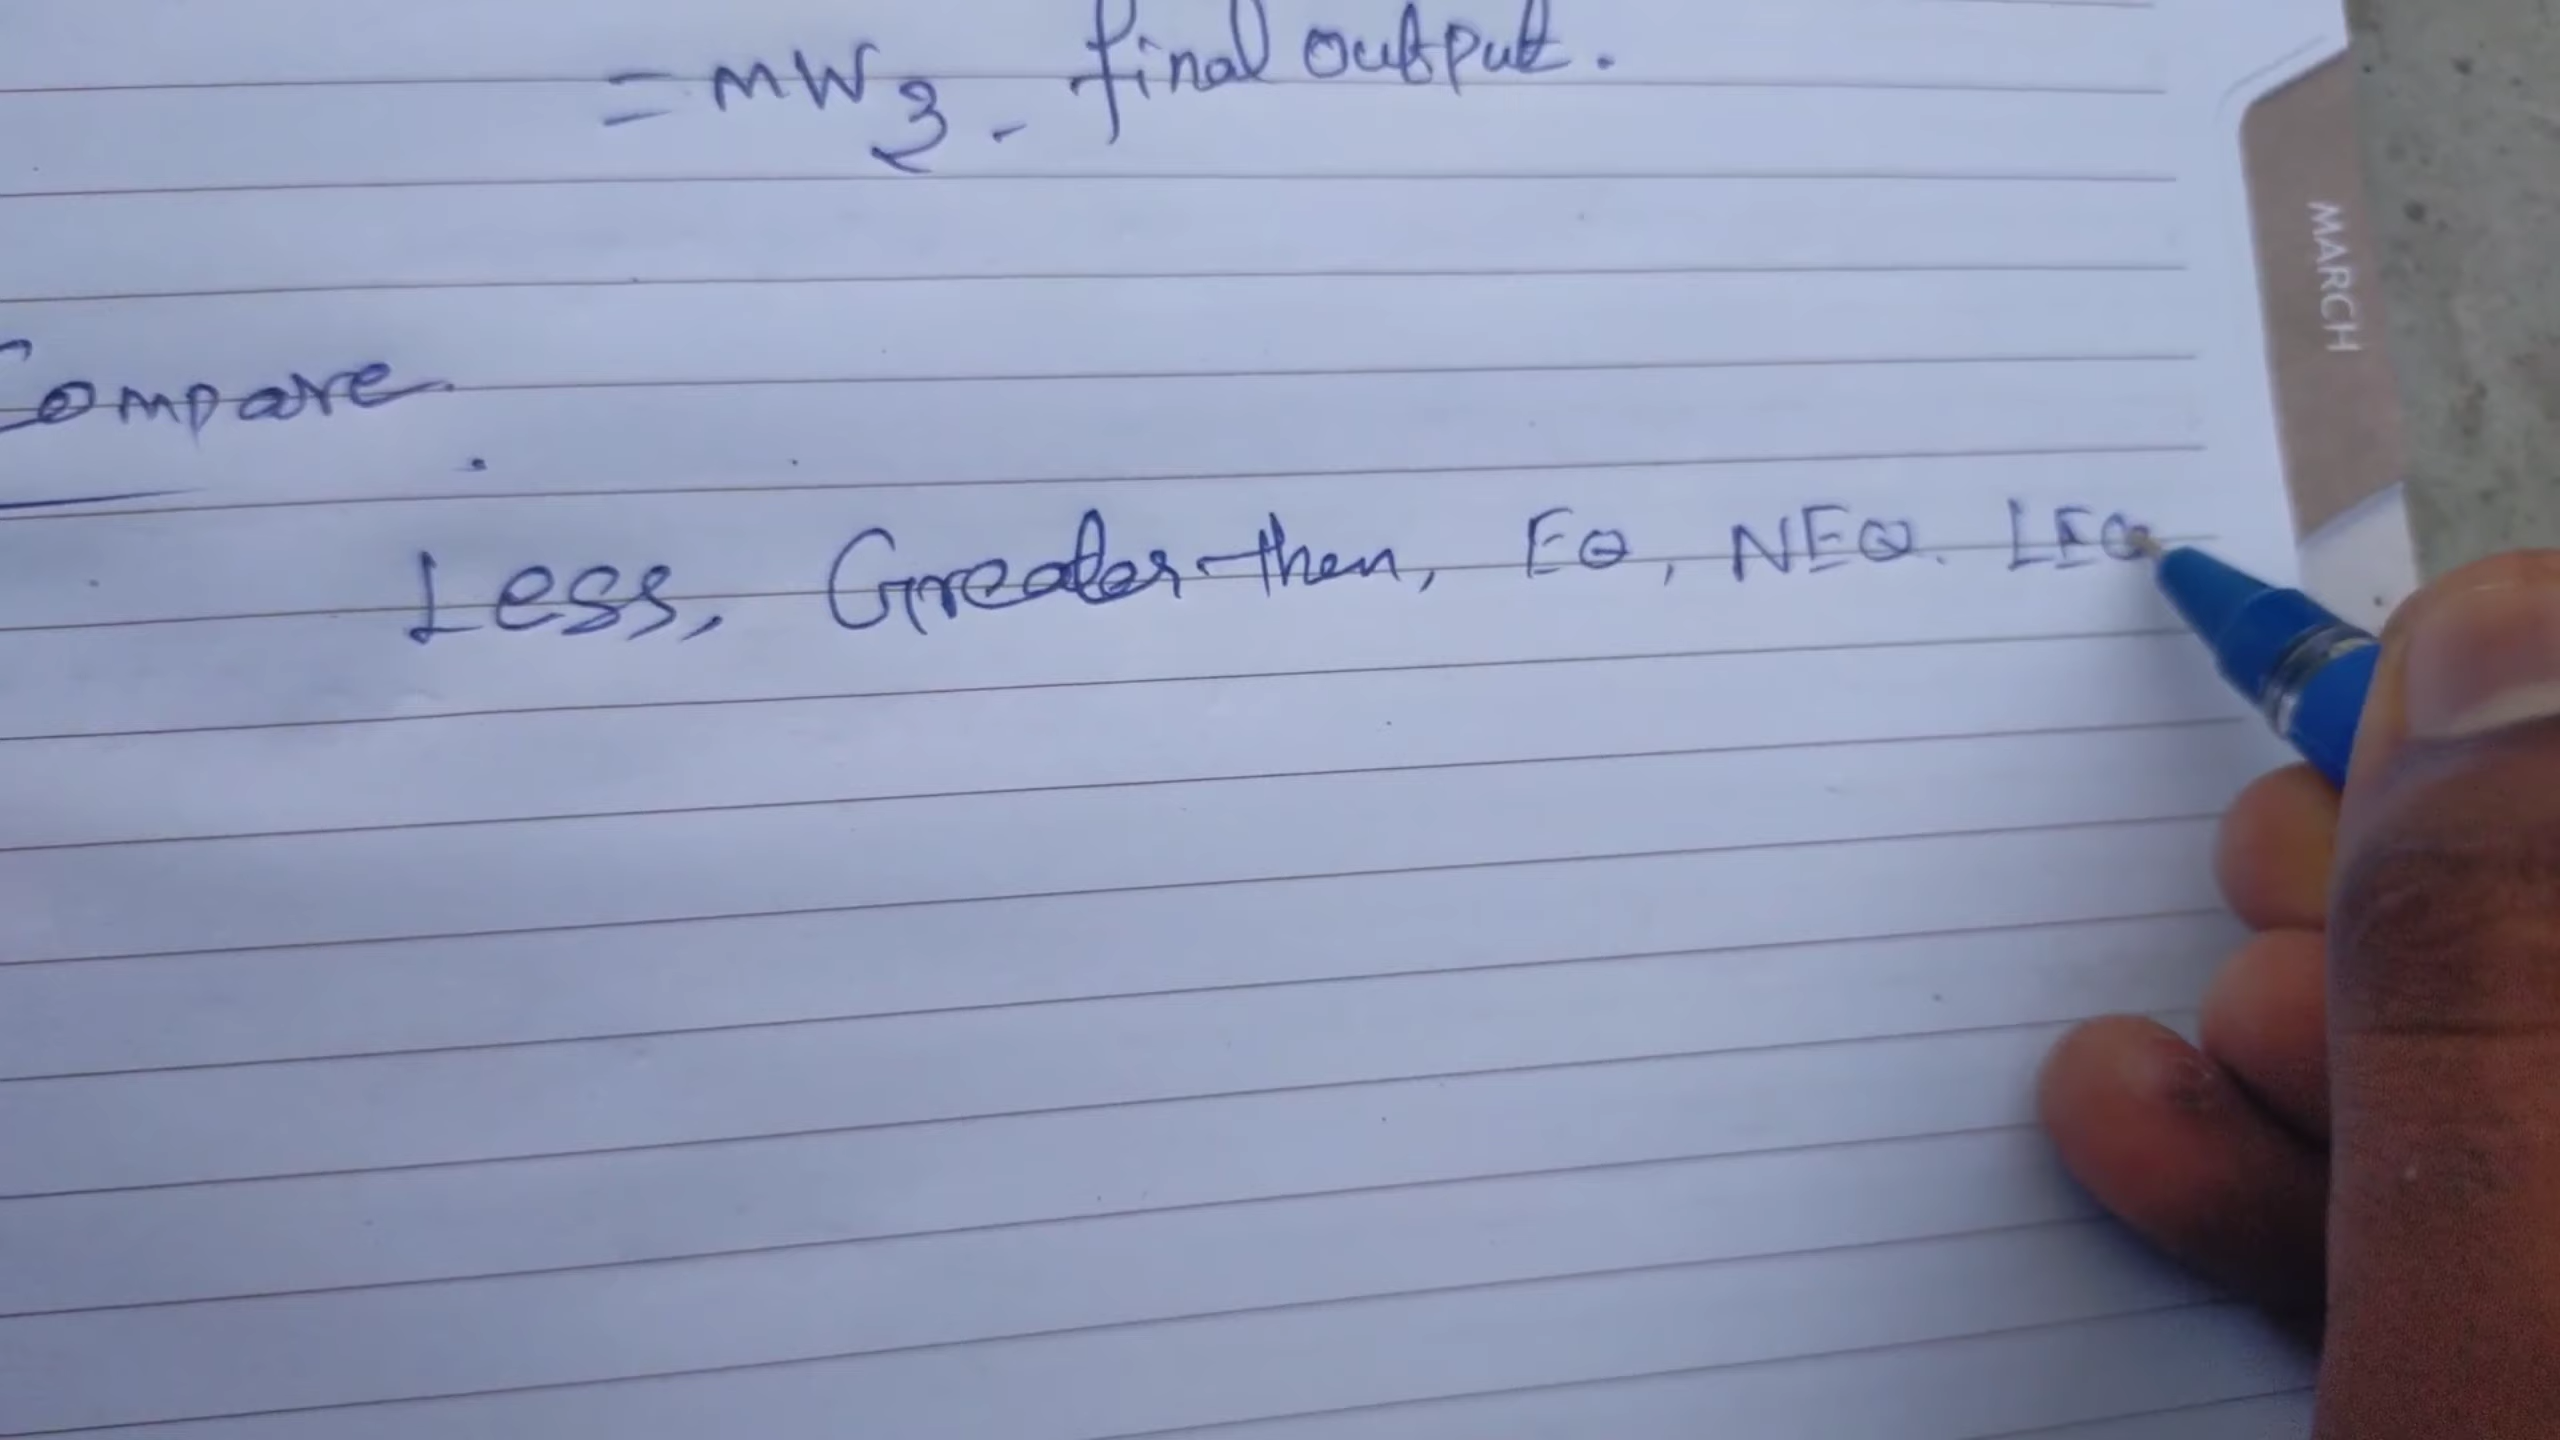 = MW3 - final output.
Compare.
Less, Greater-then, EQ, NEQ. LEQ
MARCH